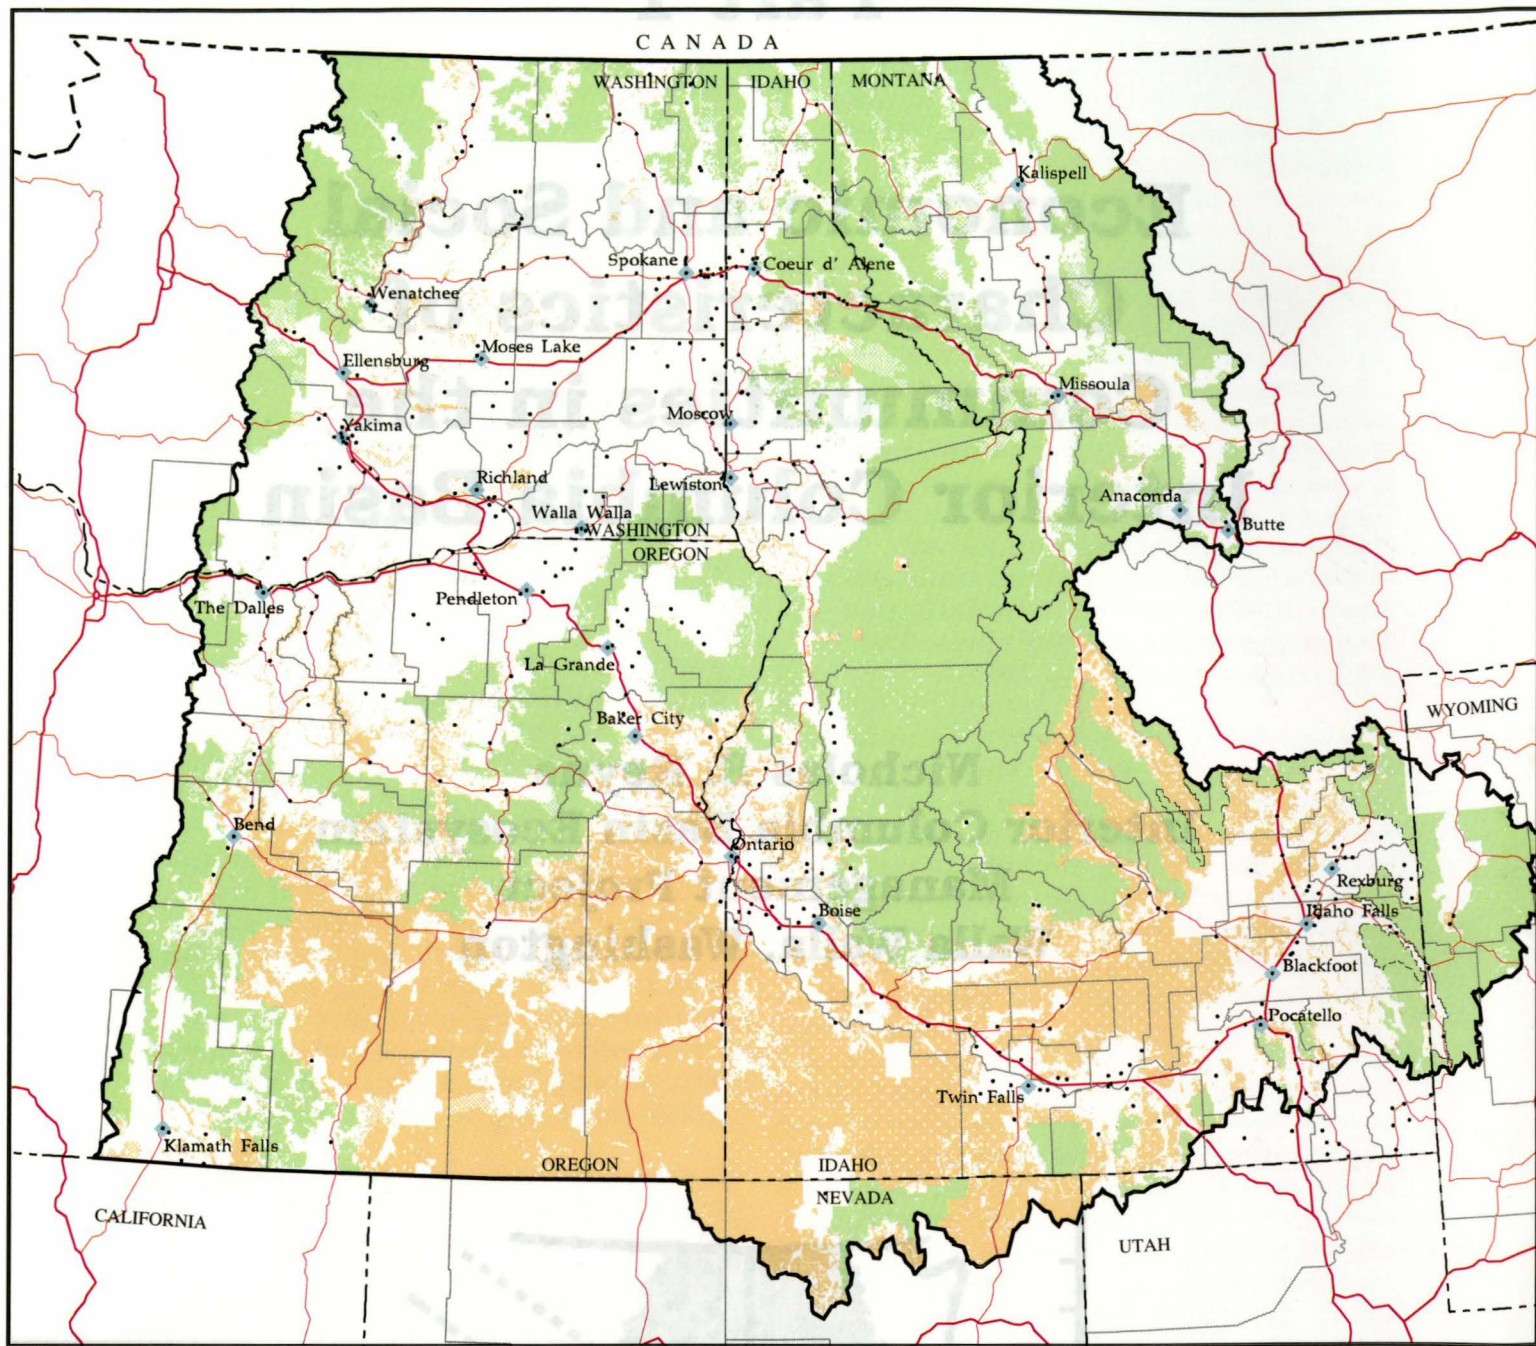 CANADA
WASHINGTON
IDAHO
MONTANA
Kalispell
Spokane
Coeur d' Alene
Wenatchee
Moses Lake
Ellensburg
Missoula
Moscow
Yakima
Richland
Lewiston
Anaconda
Walla Walla
Butte
WASHINGTON
OREGON
The Dalles
Pendleton
La Grande
WYOMING
Baker City
Bend
Ontario
Rexburg
Boise
Idaho Falls
Blackfoot
Pocatello
Twin Falls
Klamath Falls
OREGON
IDAHO
NEVADA
CALIFORNIA
UTAH